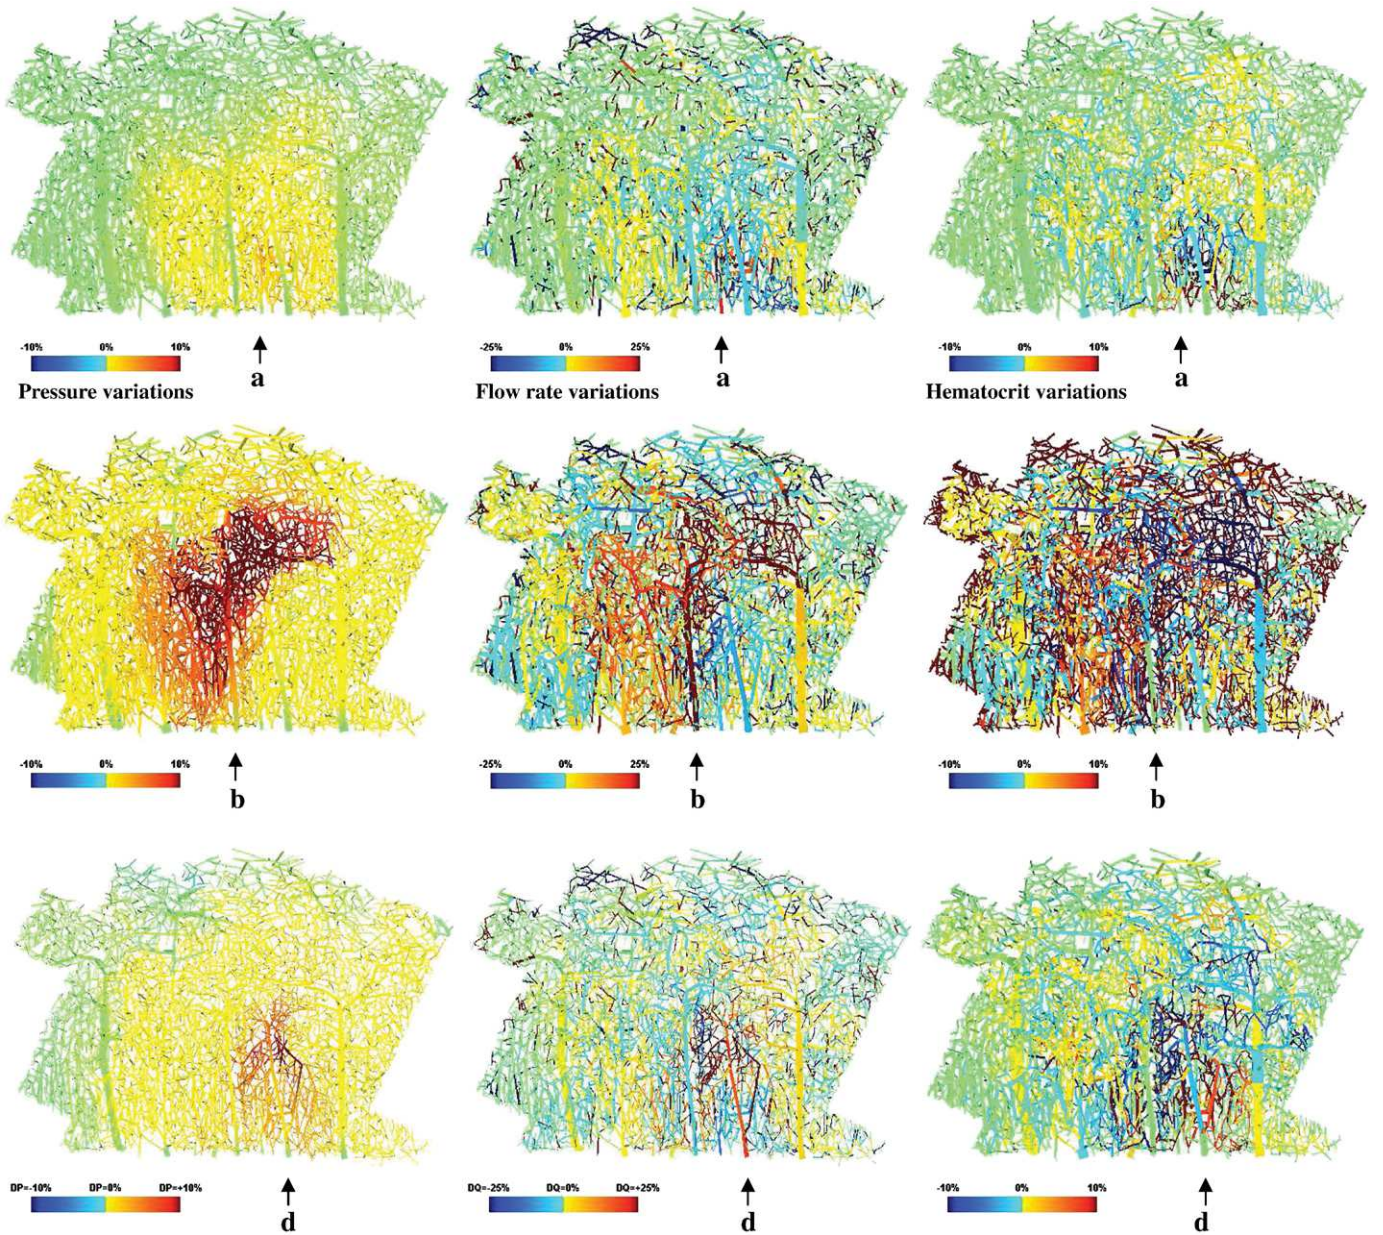 -10% 0% 10%
-25% 0% 25%
-10% 0% 10%
a
a
a
Pressure variations
Flow rate variations
Hematocrit variations
-10% 0% 10%
-25% 0% 25%
-10% 0% 10%
b
b
b
DP=-10% DP=0% DP=+10%
DQ=-25% DQ=0% DQ=+25%
-10% 0% 10%
d
d
d